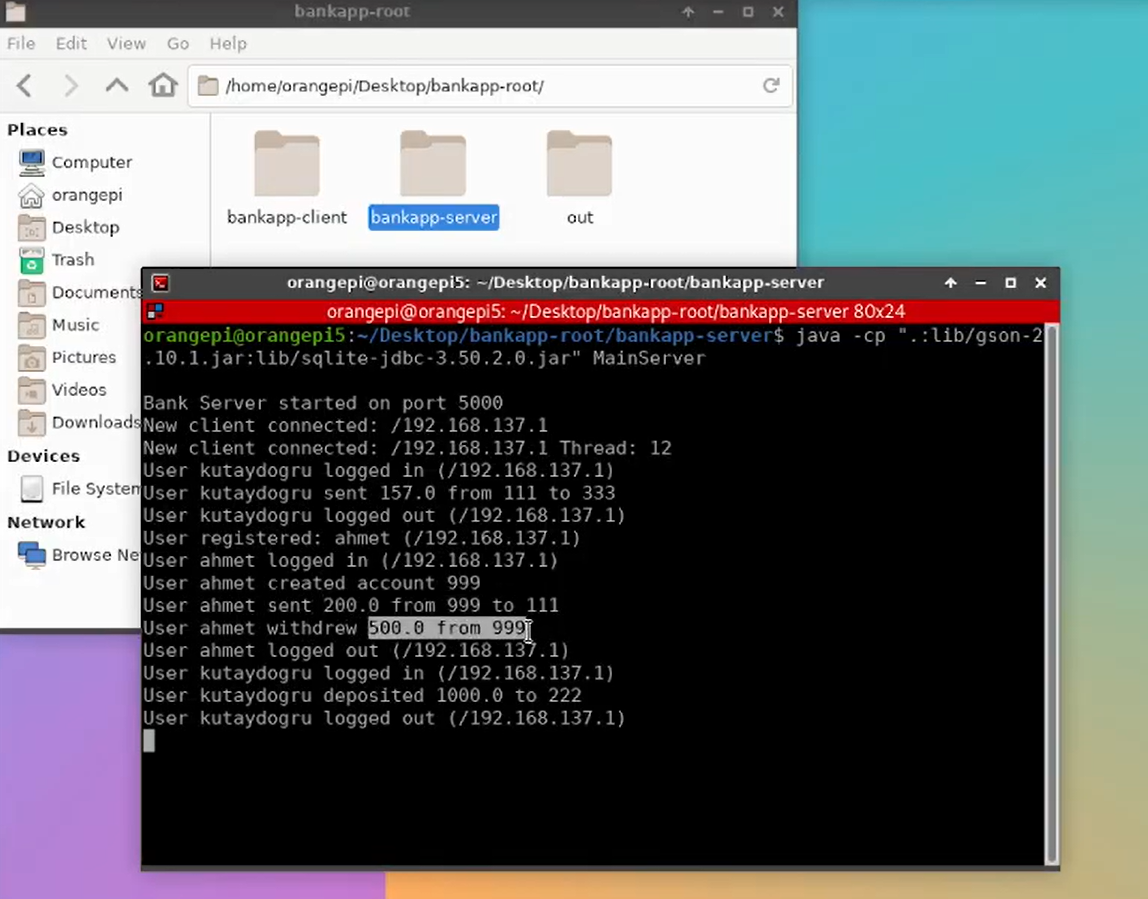 bankapp-root
File Edit View Go Help
/home/orangepi/Desktop/bankapp-root/
Places
Computer
orangepi
Desktop
Trash
Documents
Music
Pictures
Videos
Downloads
Devices
File System
Network
Browse Ne
bankapp-client bankapp-server out
orangepi@orangepi5: ~/Desktop/bankapp-root/bankapp-server
orangepi@orangepi5: ~/Desktop/bankapp-root/bankapp-server 80x24
orangepi@orangepi5:~/Desktop/bankapp-root/bankapp-server$ java -cp ".:lib/gson-2
.10.1.jar:lib/sqlite-jdbc-3.50.2.0.jar" MainServer
Bank Server started on port 5000
New client connected: /192.168.137.1
New client connected: /192.168.137.1 Thread: 12
User kutaydogru logged in (/192.168.137.1)
User kutaydogru sent 157.0 from 111 to 333
User kutaydogru logged out (/192.168.137.1)
User registered: ahmet (/192.168.137.1)
User ahmet logged in (/192.168.137.1)
User ahmet created account 999
User ahmet sent 200.0 from 999 to 111
User ahmet withdrew 500.0 from 999
User ahmet logged out (/192.168.137.1)
User kutaydogru logged in (/192.168.137.1)
User kutaydogru deposited 1000.0 to 222
User kutaydogru logged out (/192.168.137.1)